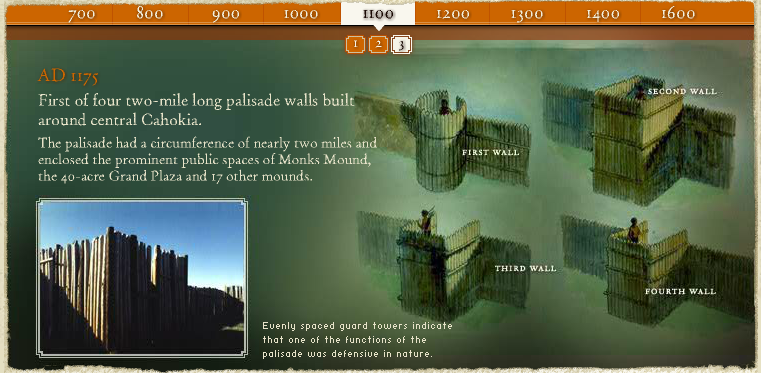 700 800 900 1000 1100 1200 1300 1400 1600
1 2 3
AD 1175
First of four two-mile long palisade walls built
around central Cahokia.
The palisade had a circumference of nearly two miles and
enclosed the prominent public spaces of Monks Mound,
the 40-acre Grand Plaza and 17 other mounds.
FIRST WALL
SECOND WALL
THIRD WALL
FOURTH WALL
Evenly spaced guard towers indicate
that one of the functions of the
palisade was defensive in nature.